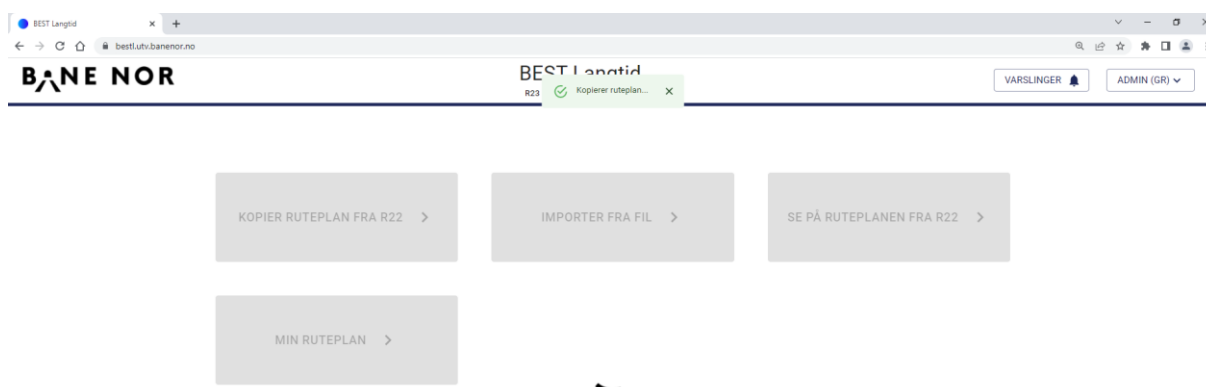 BEST Langtid
bestl.utv.banenor.no
BANE NOR
BEST Langtid
R23
Kopierer ruteplan...
VARSLINGER
ADMIN (GR)
KOPIER RUTEPLAN FRA R22
IMPORTER FRA FIL
SE PÅ RUTEPLANEN FRA R22
MIN RUTEPLAN